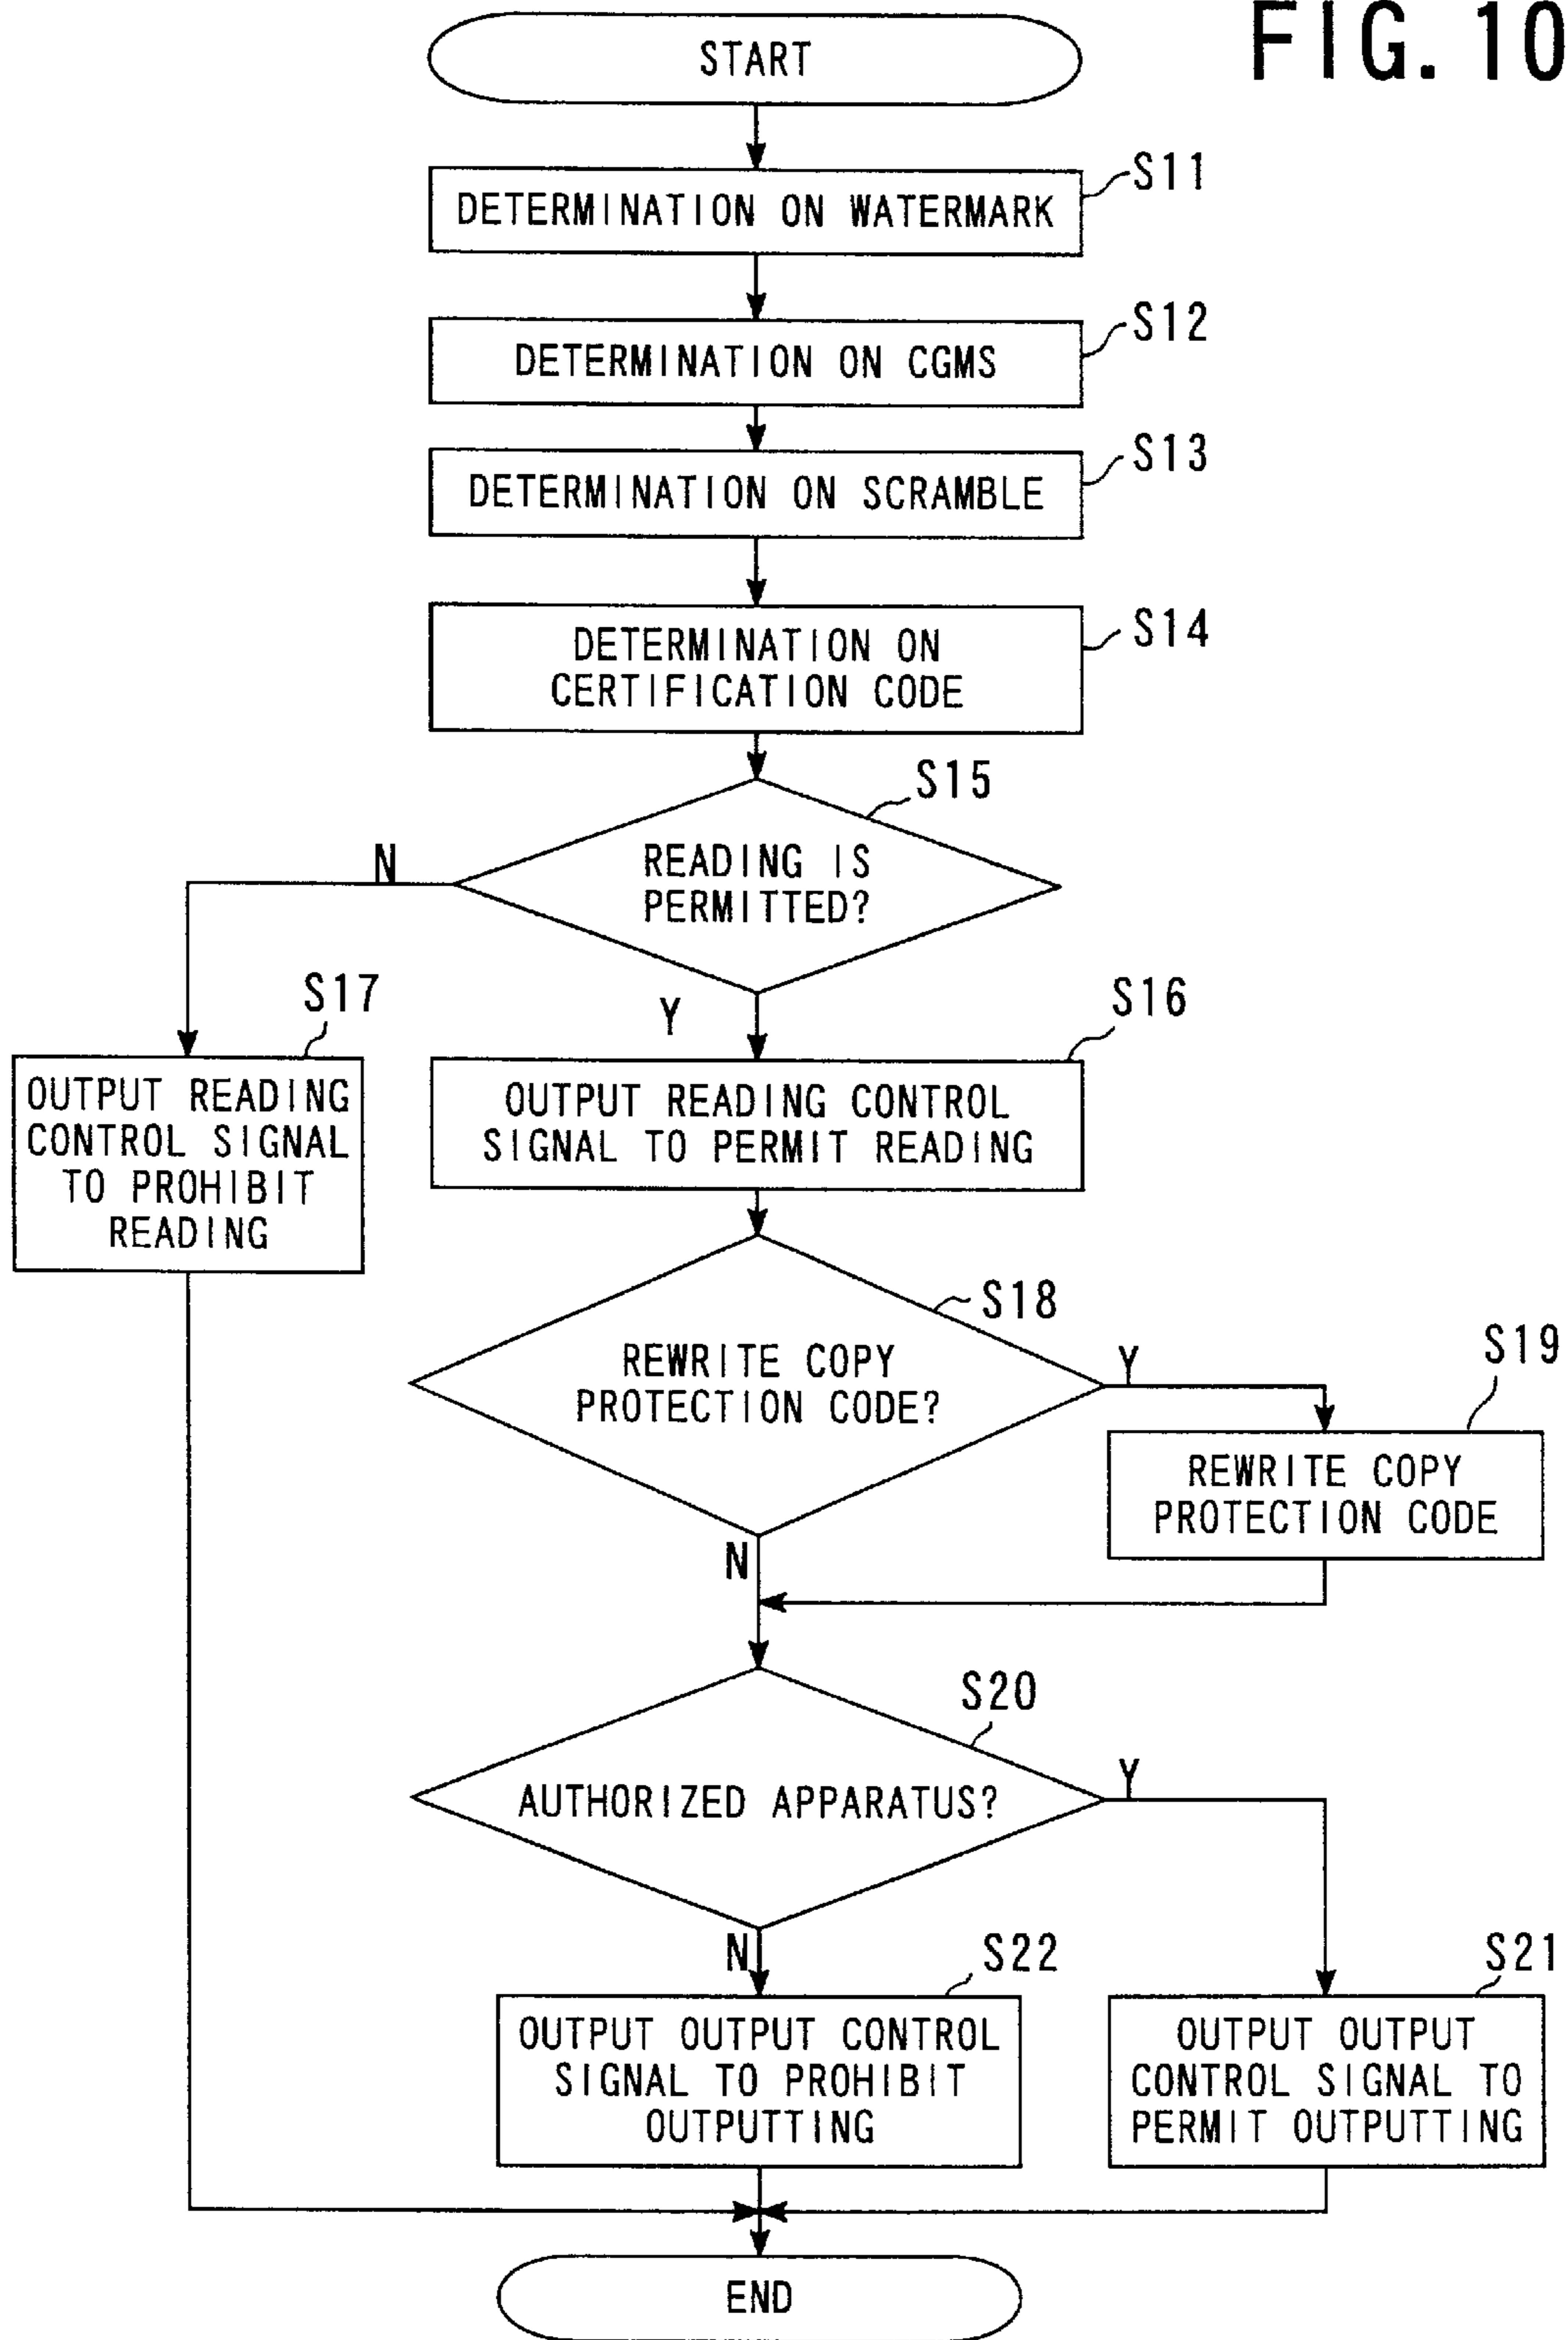 FIG. 10
START
S11
DETERMINATION ON WATERMARK
S12
DETERMINATION ON CGMS
S13
DETERMINATION ON SCRAMBLE
S14
DETERMINATION ON
CERTIFICATION CODE
S15
READING IS
PERMITTED?
N
Y
S17
OUTPUT READING
CONTROL SIGNAL
TO PROHIBIT
READING
S16
OUTPUT READING CONTROL
SIGNAL TO PERMIT READING
S18
REWRITE COPY
PROTECTION CODE?
Y
N
S19
REWRITE COPY
PROTECTION CODE
S20
AUTHORIZED APPARATUS?
Y
N
S22
OUTPUT OUTPUT CONTROL
SIGNAL TO PROHIBIT
OUTPUTTING
S21
OUTPUT OUTPUT
CONTROL SIGNAL TO
PERMIT OUTPUTTING
END